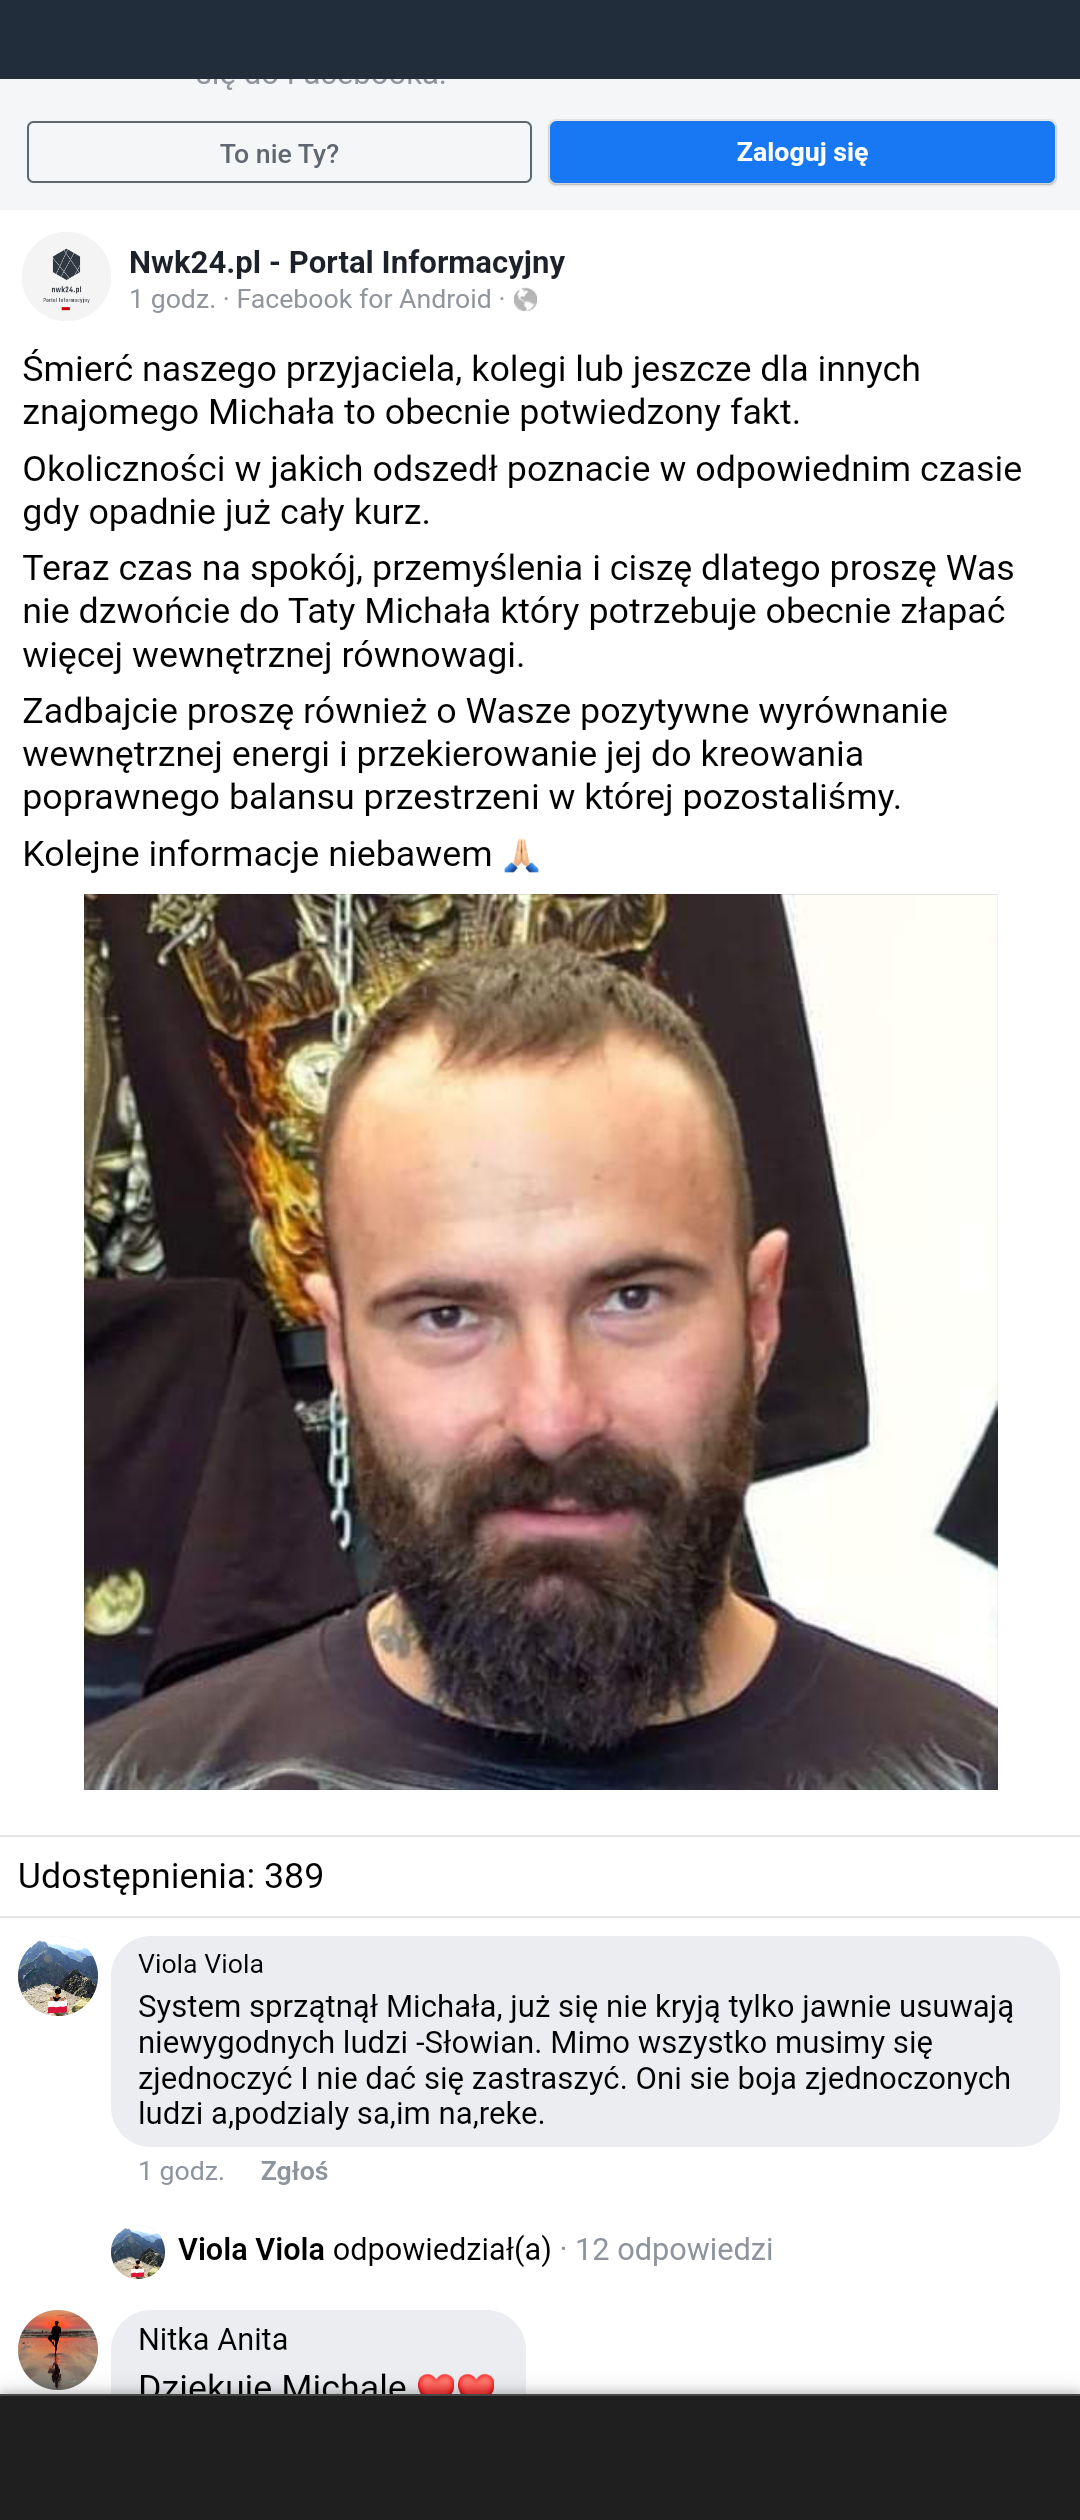 To nie Ty?
Zaloguj się
nwk24.pl
Portal Informacyjny
Nwk24.pl - Portal Informacyjny
1 godz. · Facebook for Android ·
Śmierć naszego przyjaciela, kolegi lub jeszcze dla innych
znajomego Michała to obecnie potwiedzony fakt.
Okoliczności w jakich odszedł poznacie w odpowiednim czasie
gdy opadnie już cały kurz.
Teraz czas na spokój, przemyślenia i ciszę dlatego proszę Was
nie dzwońcie do Taty Michała który potrzebuje obecnie złapać
więcej wewnętrznej równowagi.
Zadbajcie proszę również o Wasze pozytywne wyrównanie
wewnętrznej energi i przekierowanie jej do kreowania
poprawnego balansu przestrzeni w której pozostaliśmy.
Kolejne informacje niebawem 🙏🏼
Udostępnienia: 389
Viola Viola
System sprzątnął Michała, już się nie kryją tylko jawnie usuwają
niewygodnych ludzi -Słowian. Mimo wszystko musimy się
zjednoczyć I nie dać się zastraszyć. Oni sie boja zjednoczonych
ludzi a,podzialy sa,im na,reke.
1 godz. Zgłoś
Viola Viola odpowiedział(a) · 12 odpowiedzi
Nitka Anita
Dziękuję Michale ❤️❤️